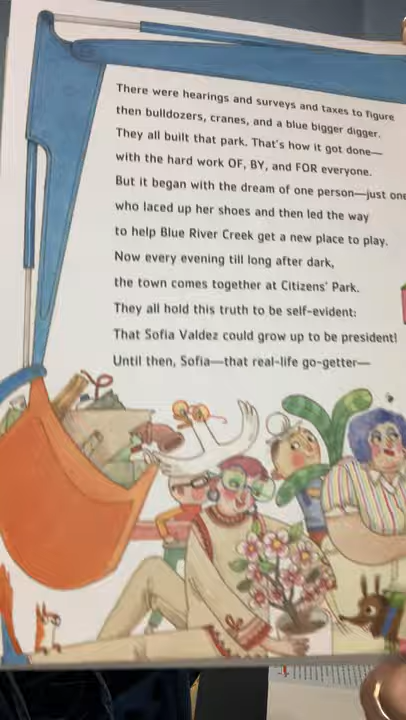 There were hearings and surveys and taxes to figure
then bulldozers, cranes, and a blue bigger digger.
They all built that park. That's how it got done—
with the hard work OF, BY, and FOR everyone.
But it began with the dream of one person—just one
who laced up her shoes and then led the way
to help Blue River Creek get a new place to play.
Now every evening till long after dark,
the town comes together at Citizens' Park.
They all hold this truth to be self-evident:
That Sofia Valdez could grow up to be president!
Until then, Sofia—that real-life go-getter—